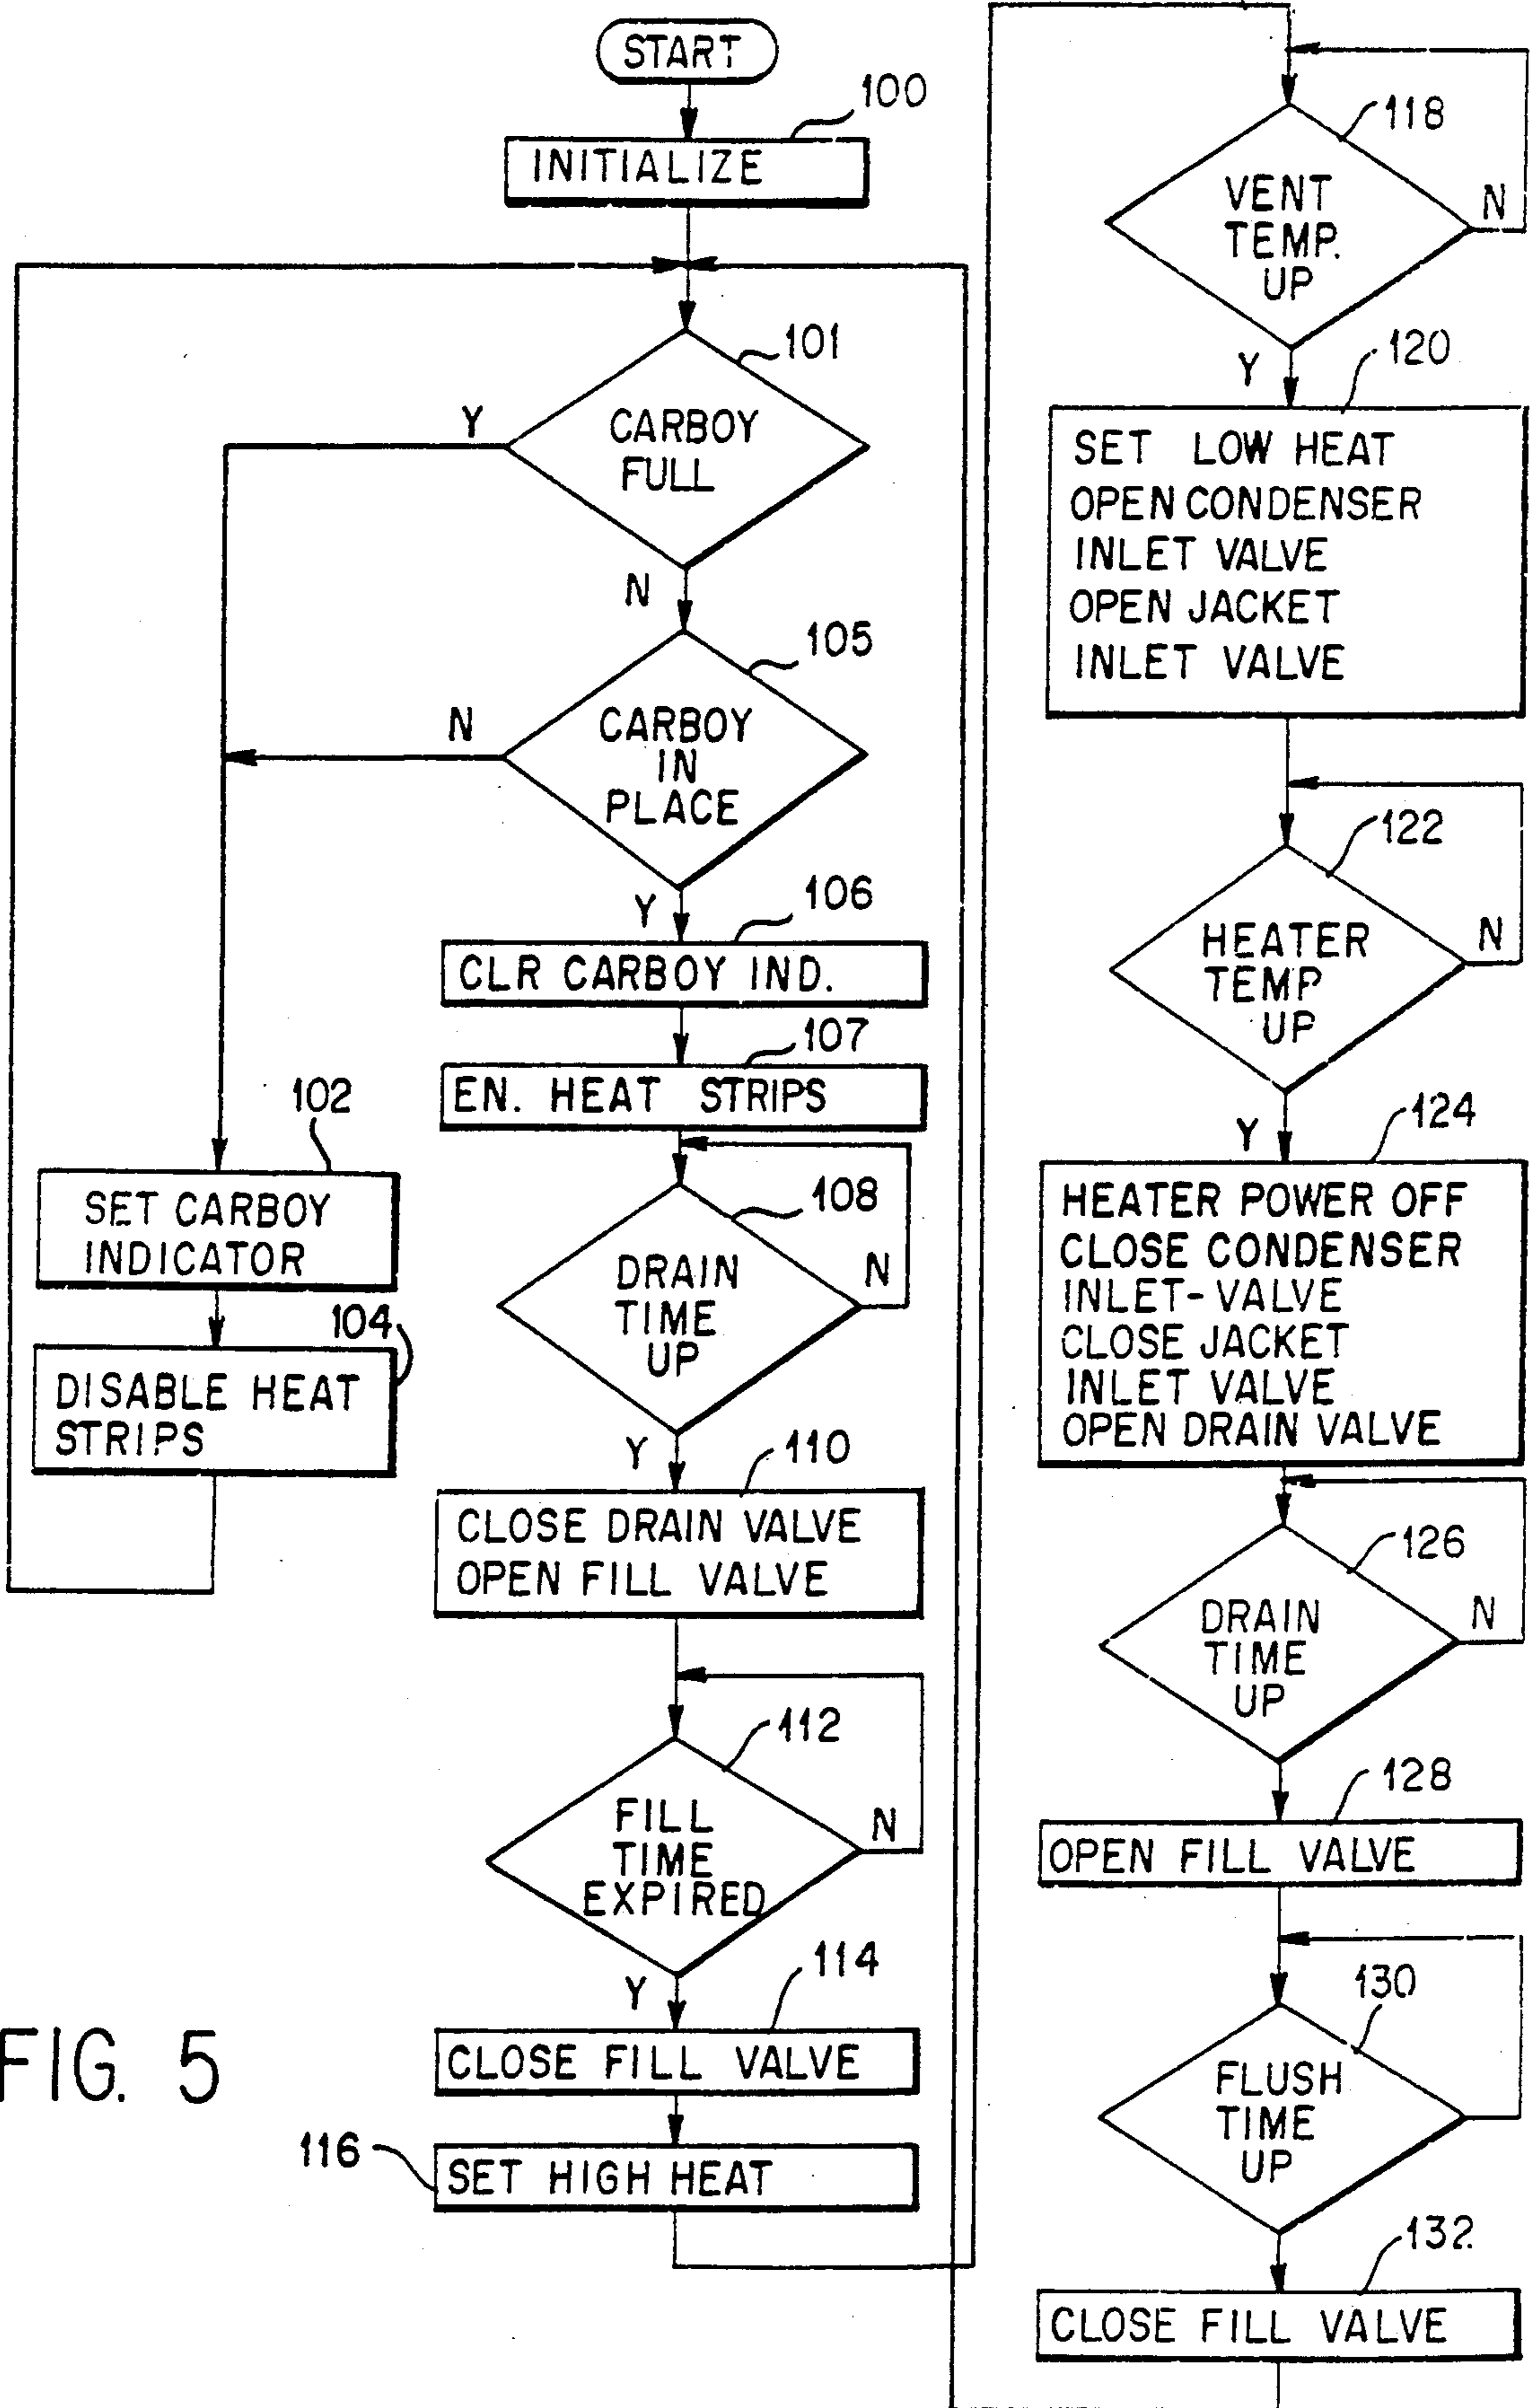 START
100
INITIALIZE
101
CARBOY
FULL
Y
N
105
CARBOY
IN
PLACE
N
Y
106
CLR CARBOY IND.
107
EN. HEAT STRIPS
102
SET CARBOY
INDICATOR
104
DISABLE HEAT
STRIPS
108
DRAIN
TIME
UP
N
Y
110
CLOSE DRAIN VALVE
OPEN FILL VALVE
112
FILL
TIME
EXPIRED
N
Y
114
CLOSE FILL VALVE
116
SET HIGH HEAT
118
VENT
TEMP.
UP
N
Y
120
SET LOW HEAT
OPEN CONDENSER
INLET VALVE
OPEN JACKET
INLET VALVE
122
HEATER
TEMP
UP
N
Y
124
HEATER POWER OFF
CLOSE CONDENSER
INLET-VALVE
CLOSE JACKET
INLET VALVE
OPEN DRAIN VALVE
126
DRAIN
TIME
UP
N
128
OPEN FILL VALVE
130
FLUSH
TIME
UP
132
CLOSE FILL VALVE
FIG. 5